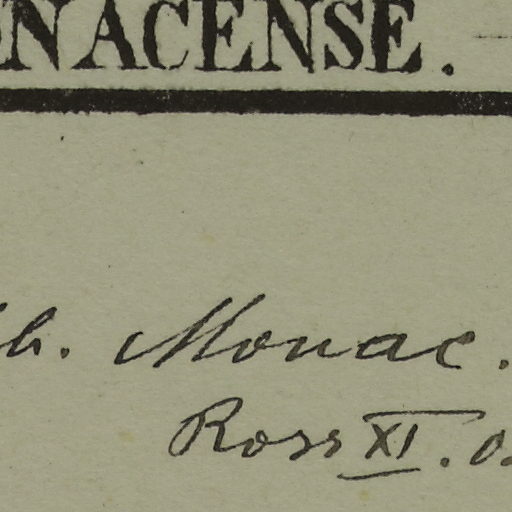 NACENSE.
b. Monac.
Ross XI.